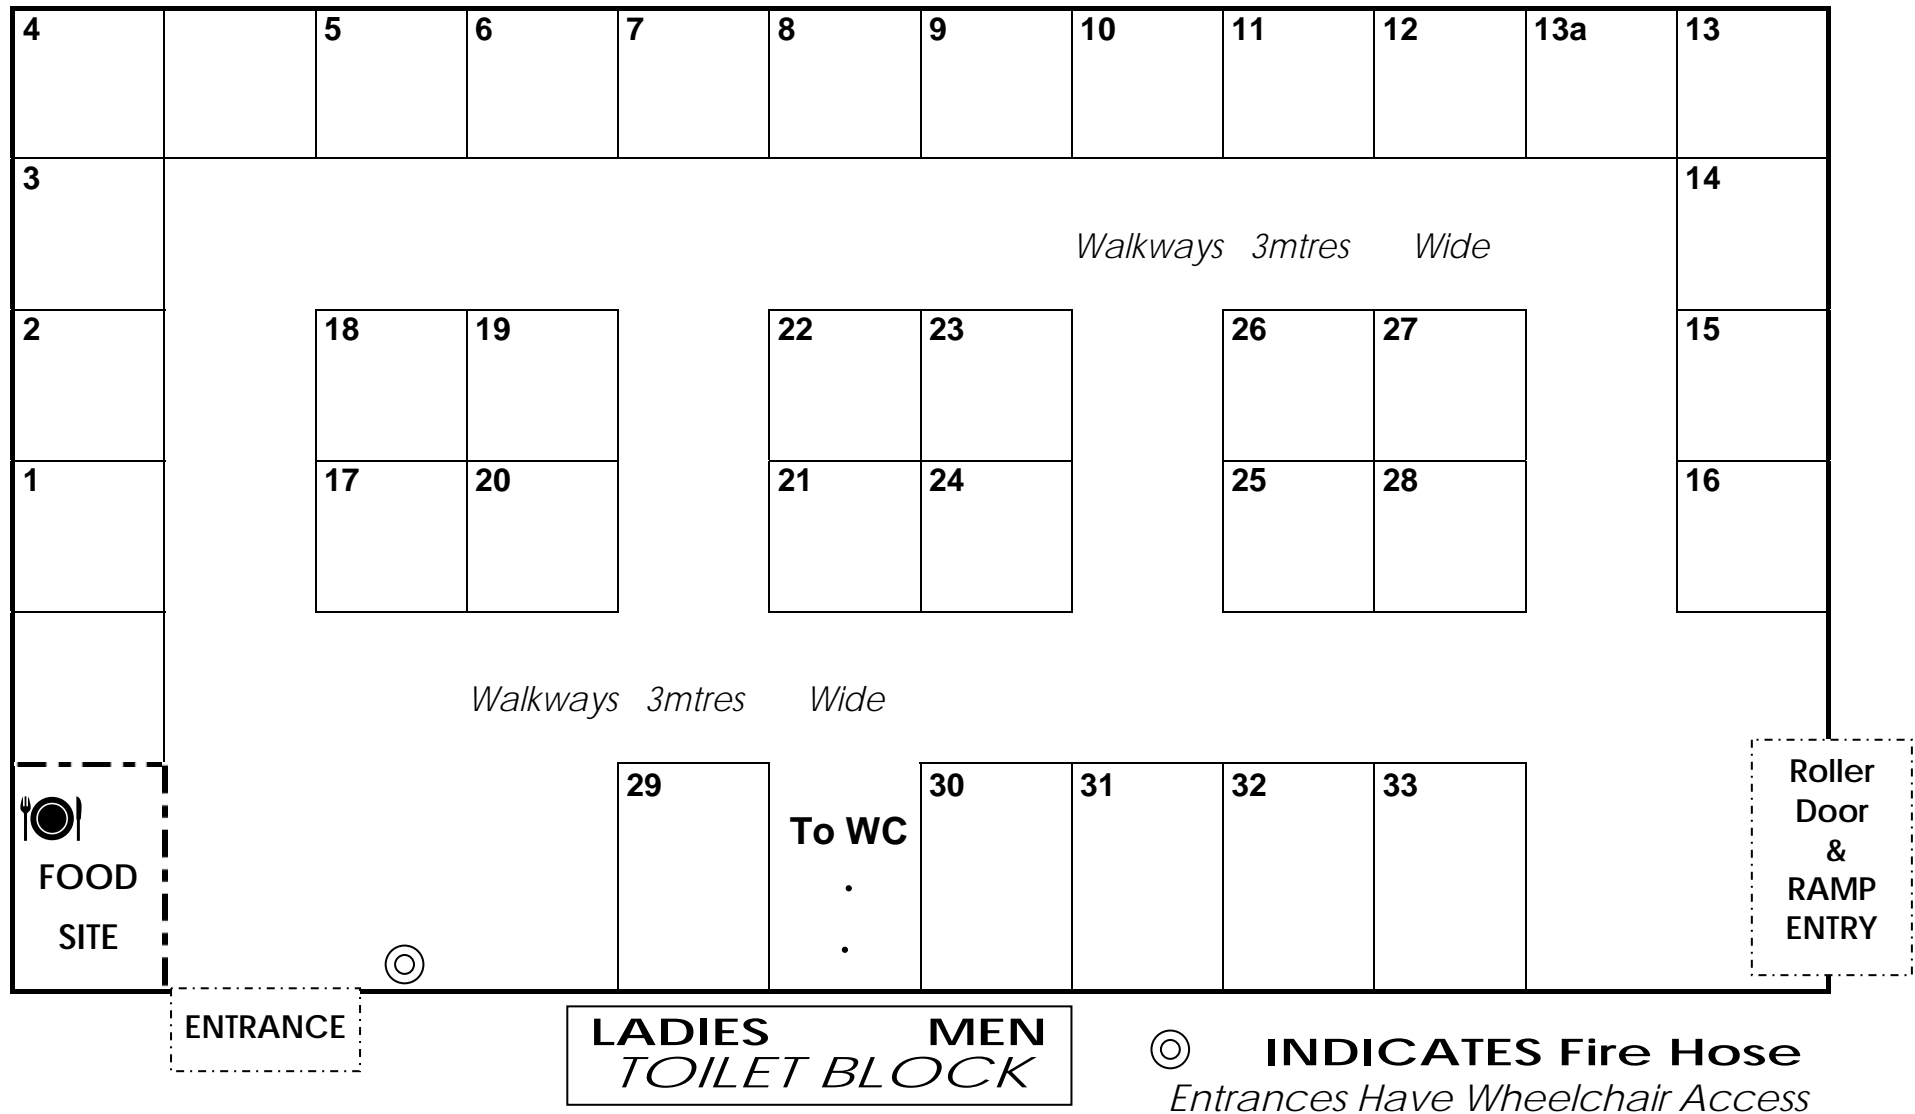 4 5 6 7 8 9 10 11 12 13a 13
3 14
Walkways 3mtres Wide
2 18 19 22 23 26 27 15
1 17 20 21 24 25 28 16
Walkways 3mtres Wide
29 30 31 32 33
To WC
.
.
FOOD
SITE
Roller
Door
&
RAMP
ENTRY
ENTRANCE
LADIES MEN
TOILET BLOCK
INDICATES Fire Hose
Entrances Have Wheelchair Access